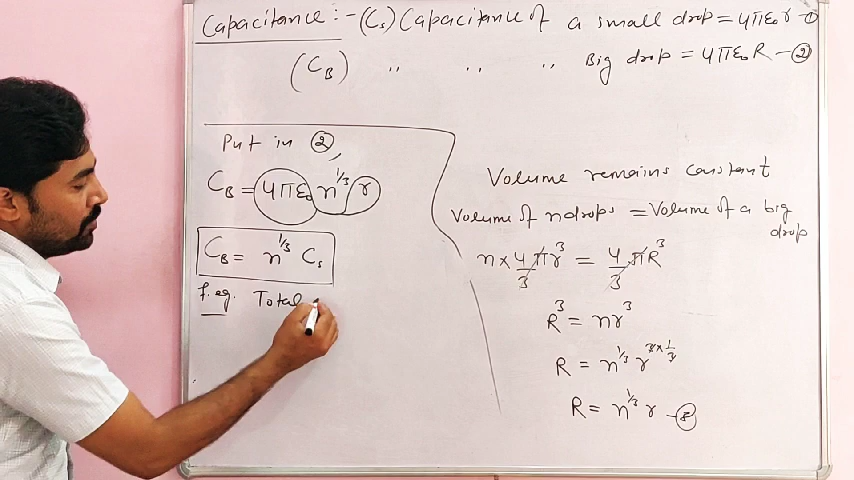 Capacitance :- (Cs) Capacitance of a small drop = 4πε₀r —①
(CB) ,, ,, ,, Big drop = 4πε₀R —②
Put in ②,
CB = 4πε₀ n^1/3 r
CB = n^1/3 Cs
f. eg. Total
Volume remains constant
Volume of n drops = Volume of a big
drop
n × 4/3 πr³ = 4/3 πR³
R³ = nr³
R = n^1/3 r^3×1/3
R = n^1/3 r —⑧